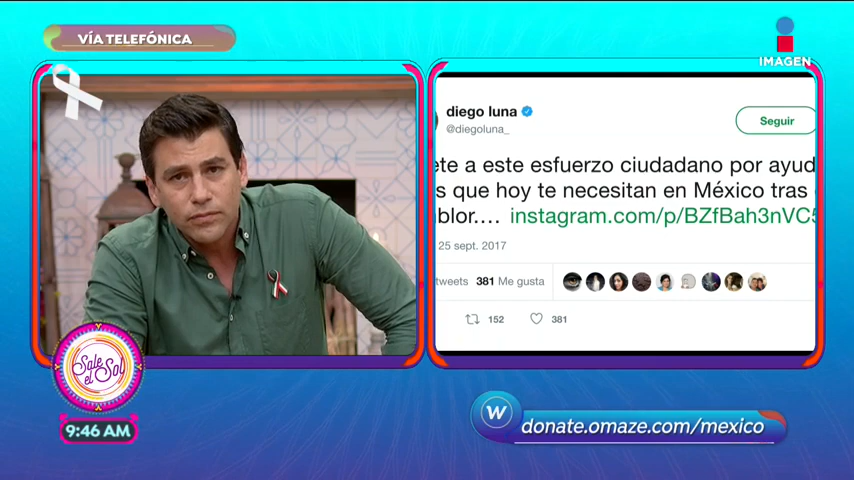 VÍA TELEFÓNICA
IMAGEN
diego luna
@diegoluna_
Seguir
ete a este esfuerzo ciudadano por ayud
s que hoy te necesitan en México tras
blor.... instagram.com/p/BZfBah3nVC5
25 sept. 2017
tweets 381 Me gusta
152 381
Sale el Sol
9:46 AM
W
donate.omaze.com/mexico